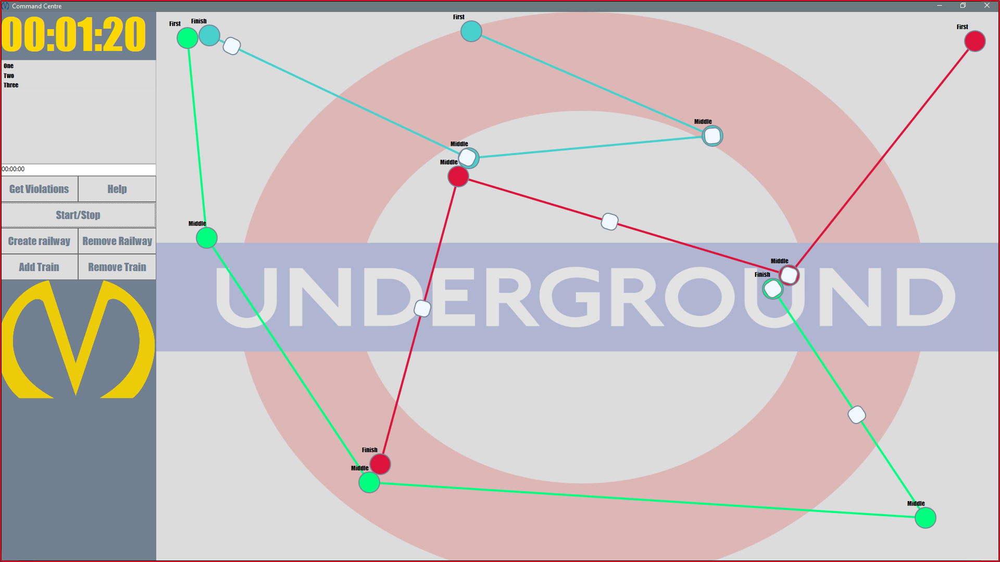 Command Centre
00:01:20
One
Two
Three
00:00:00
Get Violations
Help
Start/Stop
Create railway
Remove Railway
Add Train
Remove Train
First
Finish
First
First
Middle
Middle
Middle
Middle
Middle
Finish
UNDERGROUND
Finish
Middle
Middle